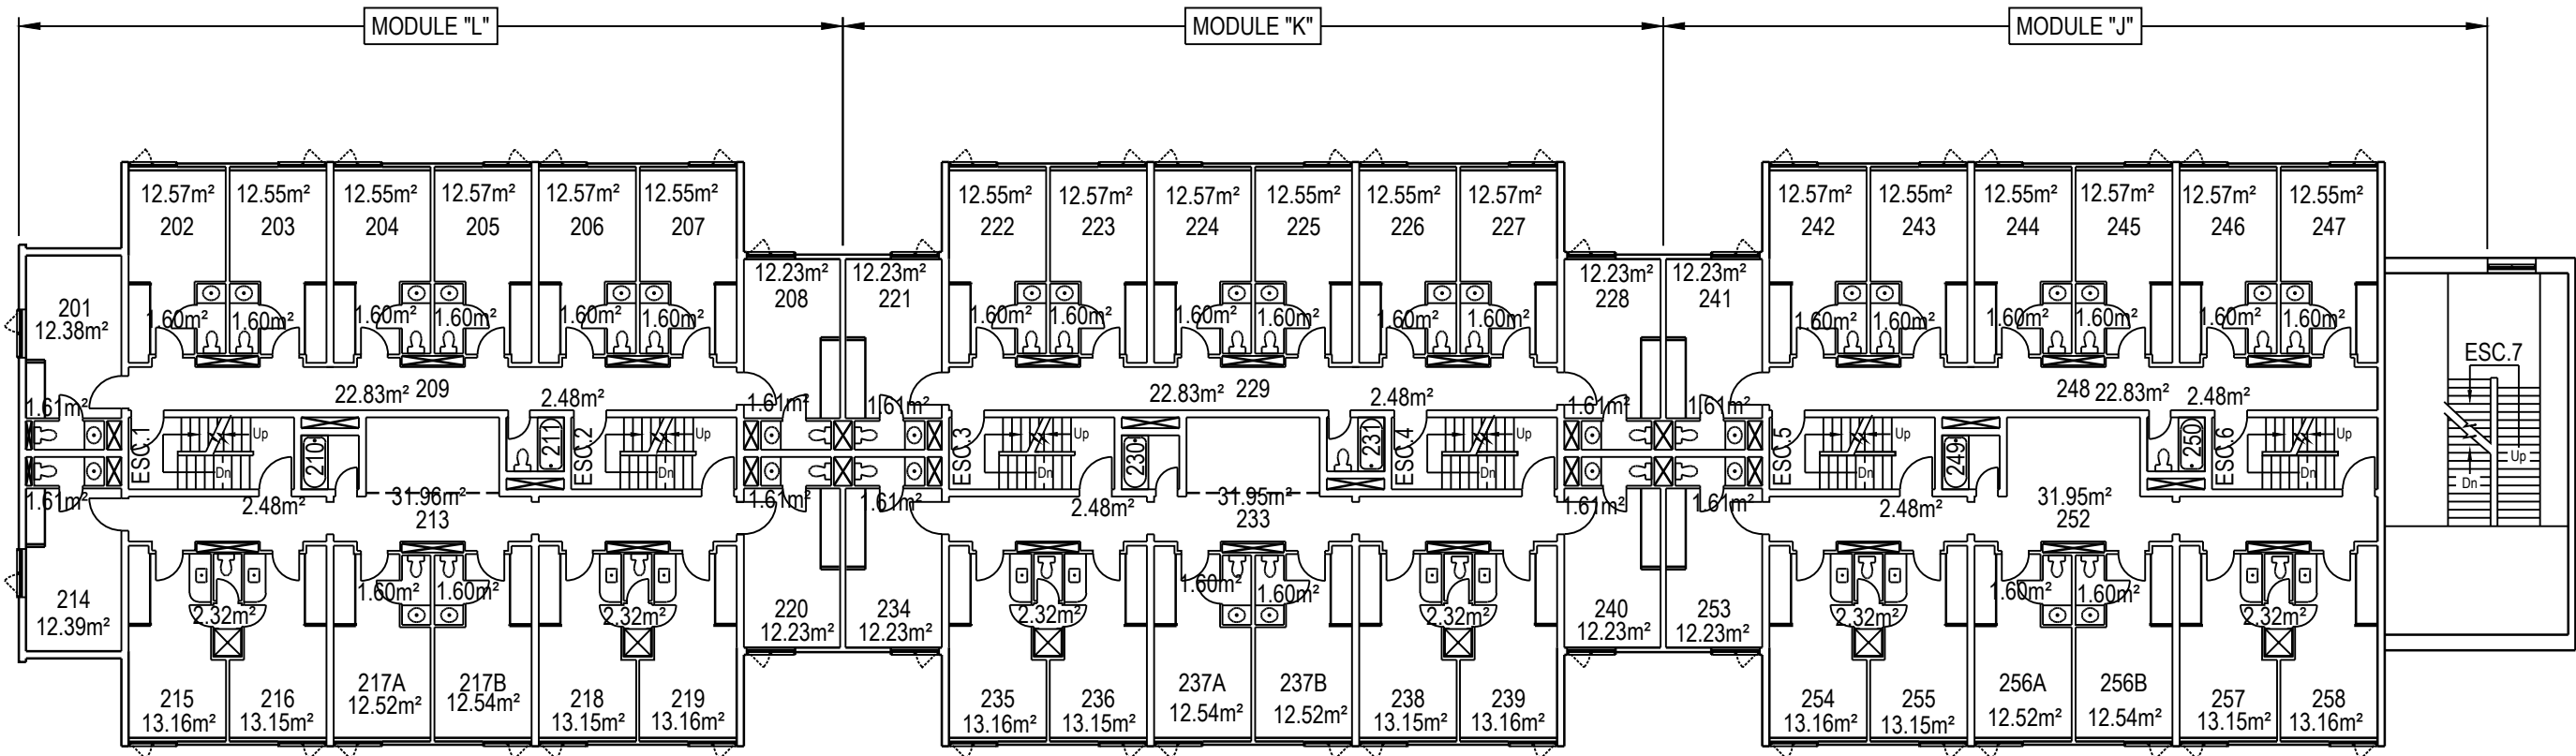 MODULE "L"
MODULE "K"
MODULE "J"
12.57m² 12.55m² 12.55m² 12.57m² 12.57m² 12.55m²
202 203 204 205 206 207
12.55m² 12.57m² 12.57m² 12.55m² 12.55m² 12.57m²
222 223 224 225 226 227
12.57m² 12.55m² 12.55m² 12.57m² 12.57m² 12.55m²
242 243 244 245 246 247
201
12.38m²
12.23m² 12.23m²
208 221
12.23m² 12.23m²
228 241
1.60m² 1.60m² 1.60m² 1.60m² 1.60m² 1.60m²
1.60m² 1.60m² 1.60m² 1.60m² 1.60m² 1.60m²
1.60m² 1.60m² 1.60m² 1.60m² 1.60m² 1.60m²
ESC.7
Up
Dn
22.83m² 209
2.48m²
22.83m² 229
2.48m²
248 22.83m²
2.48m²
1.61m² 1.61m² 1.61m² 1.61m² 1.61m²
ESC.1
Up
Dn
210
211
ESC.2
Up
Dn
ESC.3
Up
Dn
230
231
ESC.4
Up
Dn
ESC.5
Up
Dn
249
250
ESC.6
Up
Dn
1.61m² 1.61m² 1.61m² 1.61m² 1.61m²
2.48m²
31.96m²
213
2.48m²
31.95m²
233
2.48m²
31.95m²
252
214
12.39m²
2.32m² 1.60m² 1.60m² 2.32m²
220
12.23m²
234
12.23m²
2.32m² 1.60m² 1.60m² 2.32m²
240
12.23m²
253
12.23m²
2.32m² 1.60m² 1.60m² 2.32m²
215
13.16m²
216
13.15m²
217A
12.52m²
217B
12.54m²
218
13.15m²
219
13.16m²
235
13.16m²
236
13.15m²
237A
12.54m²
237B
12.52m²
238
13.15m²
239
13.16m²
254
13.16m²
255
13.15m²
256A
12.52m²
256B
12.54m²
257
13.15m²
258
13.16m²